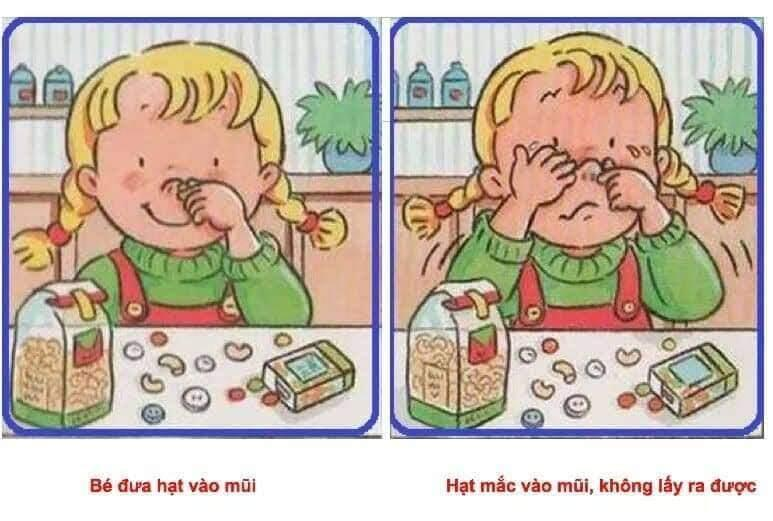 Bé đưa hạt vào mũi
Hạt mắc vào mũi, không lấy ra được